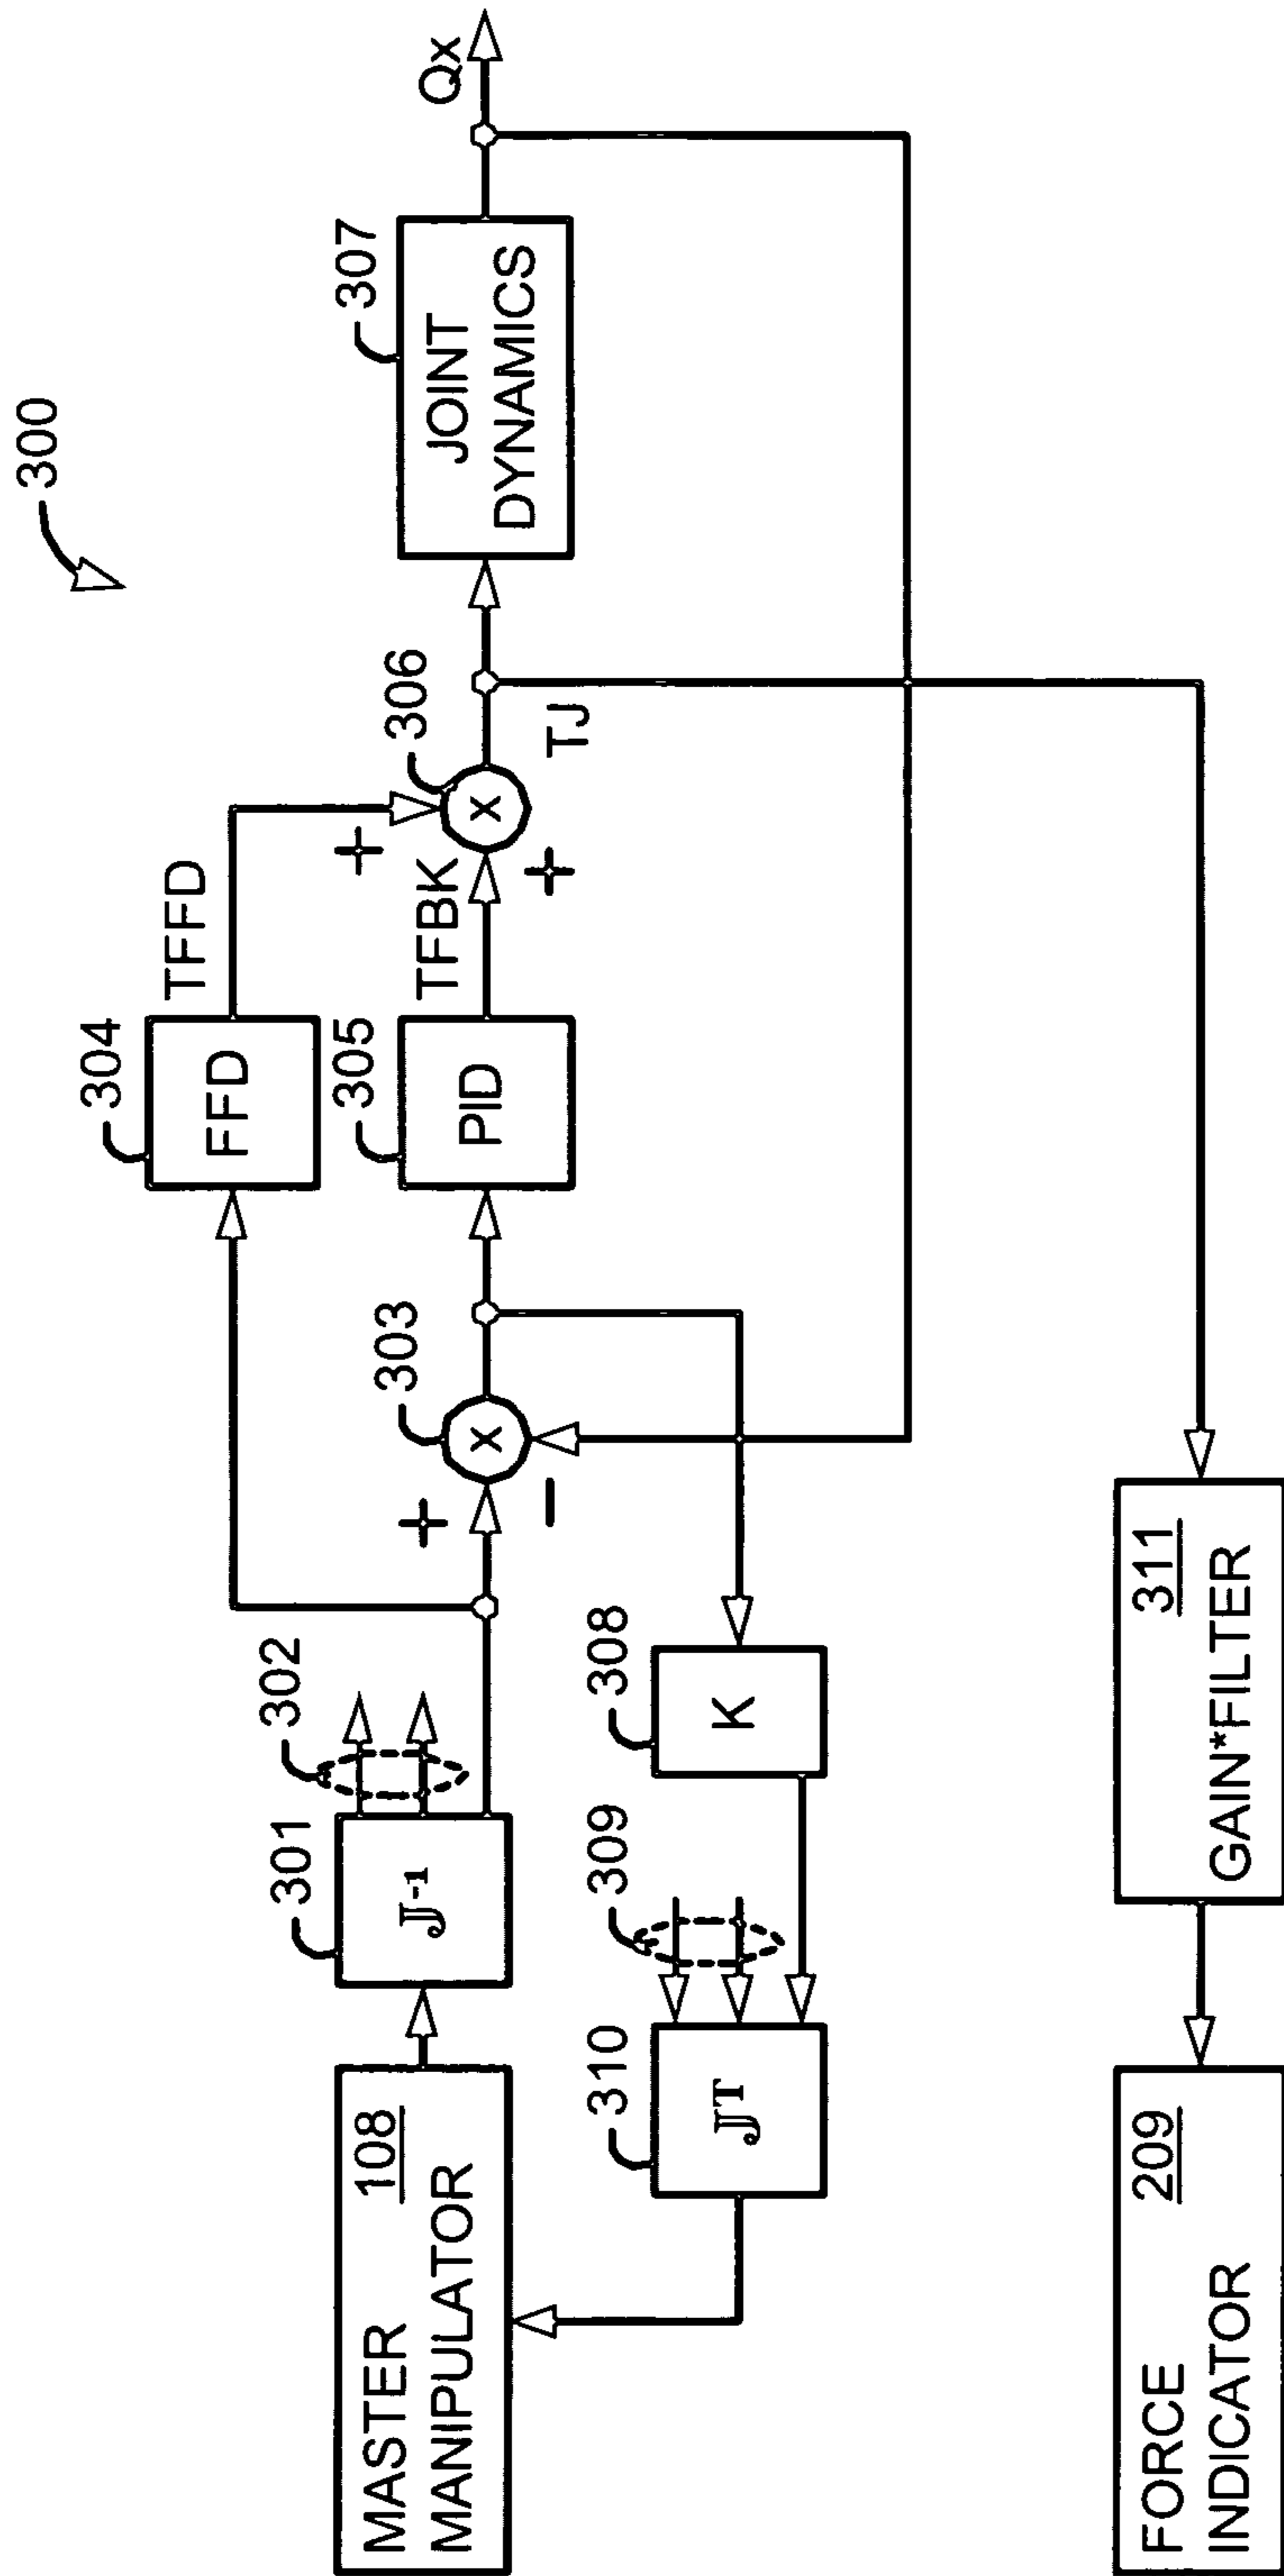 300
MASTER
MANIPULATOR
108
301
J-1
302
+
−
303
X
304
FFD
TFFD
305
PID
TFBK
+
+
306
X
TJ
307
JOINT
DYNAMICS
Qx
308
K
309
310
JT
311
GAIN*FILTER
FORCE
INDICATOR
209